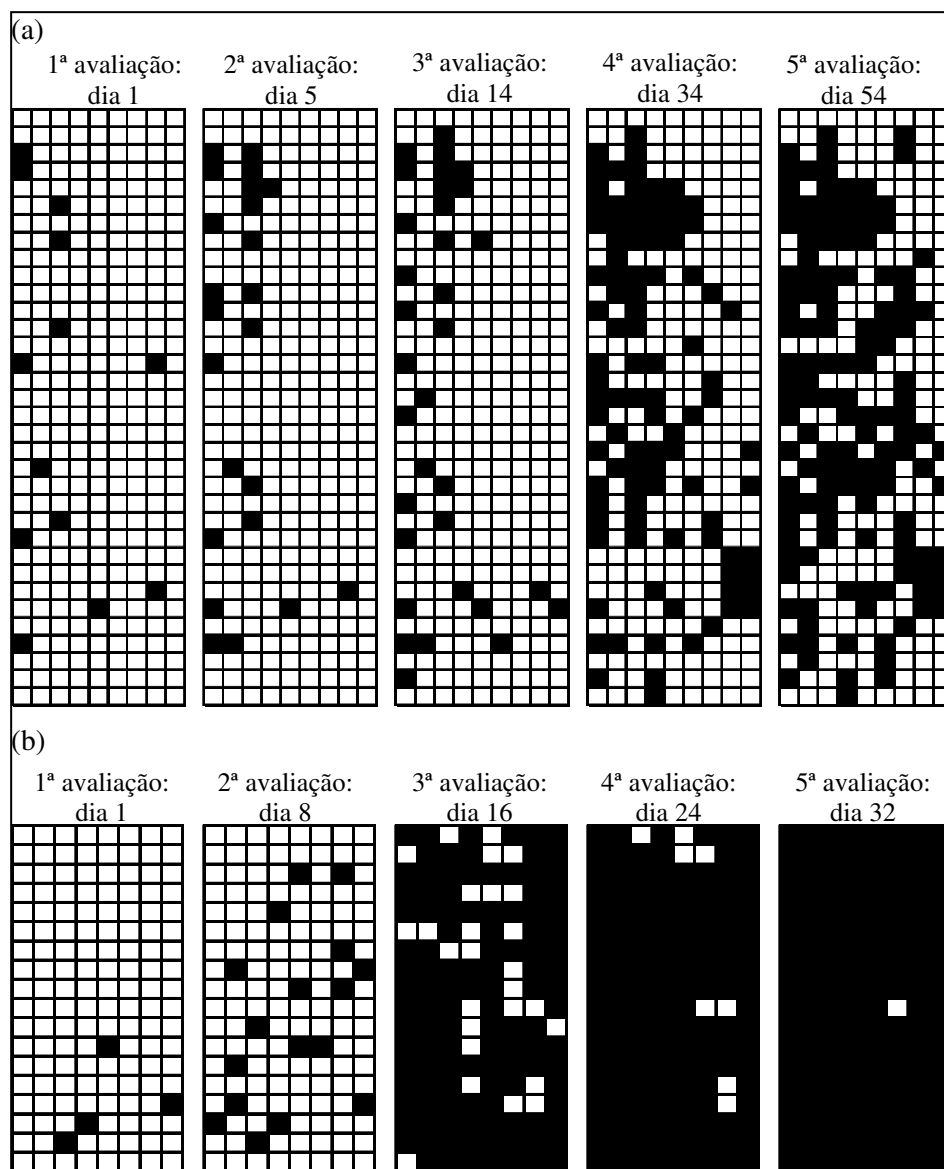 (a)
1ª avaliação: 2ª avaliação: 3ª avaliação: 4ª avaliação: 5ª avaliação:
dia 1 dia 5 dia 14 dia 34 dia 54
(b)
1ª avaliação: 2ª avaliação: 3ª avaliação: 4ª avaliação: 5ª avaliação:
dia 1 dia 8 dia 16 dia 24 dia 32